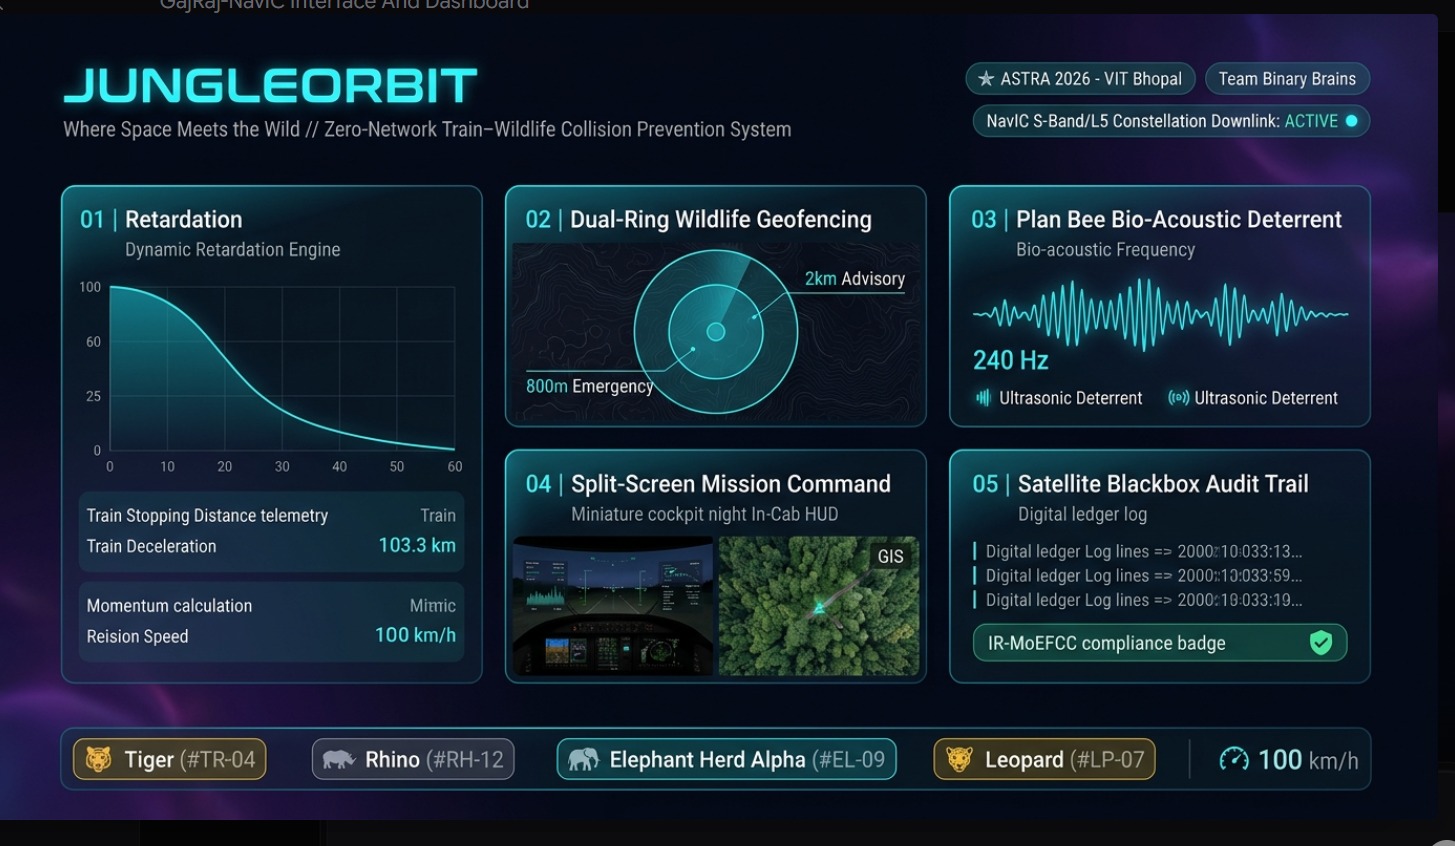 GajRaj-NavIC Interface And Dashboard
JUNGLEORBIT
Where Space Meets the Wild // Zero-Network Train–Wildlife Collision Prevention System
ASTRA 2026 - VIT Bhopal
Team Binary Brains
NavIC S-Band/L5 Constellation Downlink: ACTIVE
01 | Retardation
Dynamic Retardation Engine
100
60
25
0
0 10 20 30 40 50 60
Train Stopping Distance telemetry Train
Train Deceleration 103.3 km
Momentum calculation
Reision Speed 100 km/h
02 | Dual-Ring Wildlife Geofencing
2km Advisory
800m Emergency
03 | Plan Bee Bio-Acoustic Deterrent
Bio-acoustic Frequency
240 Hz
Ultrasonic Deterrent Ultrasonic Deterrent
04 | Split-Screen Mission Command
Miniature cockpit night In-Cab HUD
GIS
05 | Satellite Blackbox Audit Trail
Digital ledger log
Digital ledger Log lines => 2000:10:033:13...
Digital ledger Log lines => 2000:10:033:59...
Digital ledger Log lines => 2000:10:033:19...
IR-MoEFCC compliance badge
Tiger (#TR-04
Rhino (#RH-12
Elephant Herd Alpha (#EL-09
Leopard (#LP-07
100 km/h